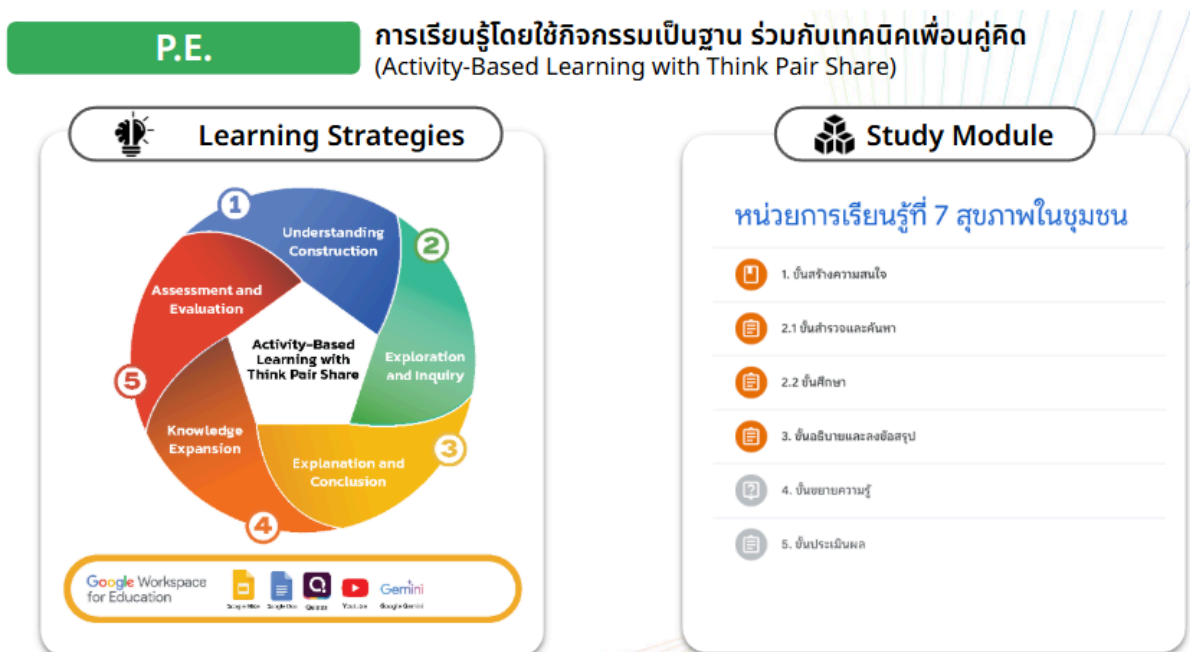 P.E.
การเรียนรู้โดยใช้กิจกรรมเป็นฐาน ร่วมกับเทคนิคเพื่อนคู่คิด
(Activity-Based Learning with Think Pair Share)
Learning Strategies
1
Understanding
Construction
2
Exploration
and Inquiry
3
Explanation and
Conclusion
4
Knowledge
Expansion
5
Assessment and
Evaluation
Activity-Based
Learning with
Think Pair Share
Google Workspace
for Education
Gemini
Google Slide
Google Doc
Quizizz
Youtube
Google Gemini
Study Module
หน่วยการเรียนรู้ที่ 7 สุขภาพในชุมชน
1. ขั้นสร้างความสนใจ
2.1 ขั้นสำรวจและค้นหา
2.2 ขั้นศึกษา
3. ขั้นอธิบายและลงข้อสรุป
4. ขั้นขยายความรู้
5. ขั้นประเมินผล